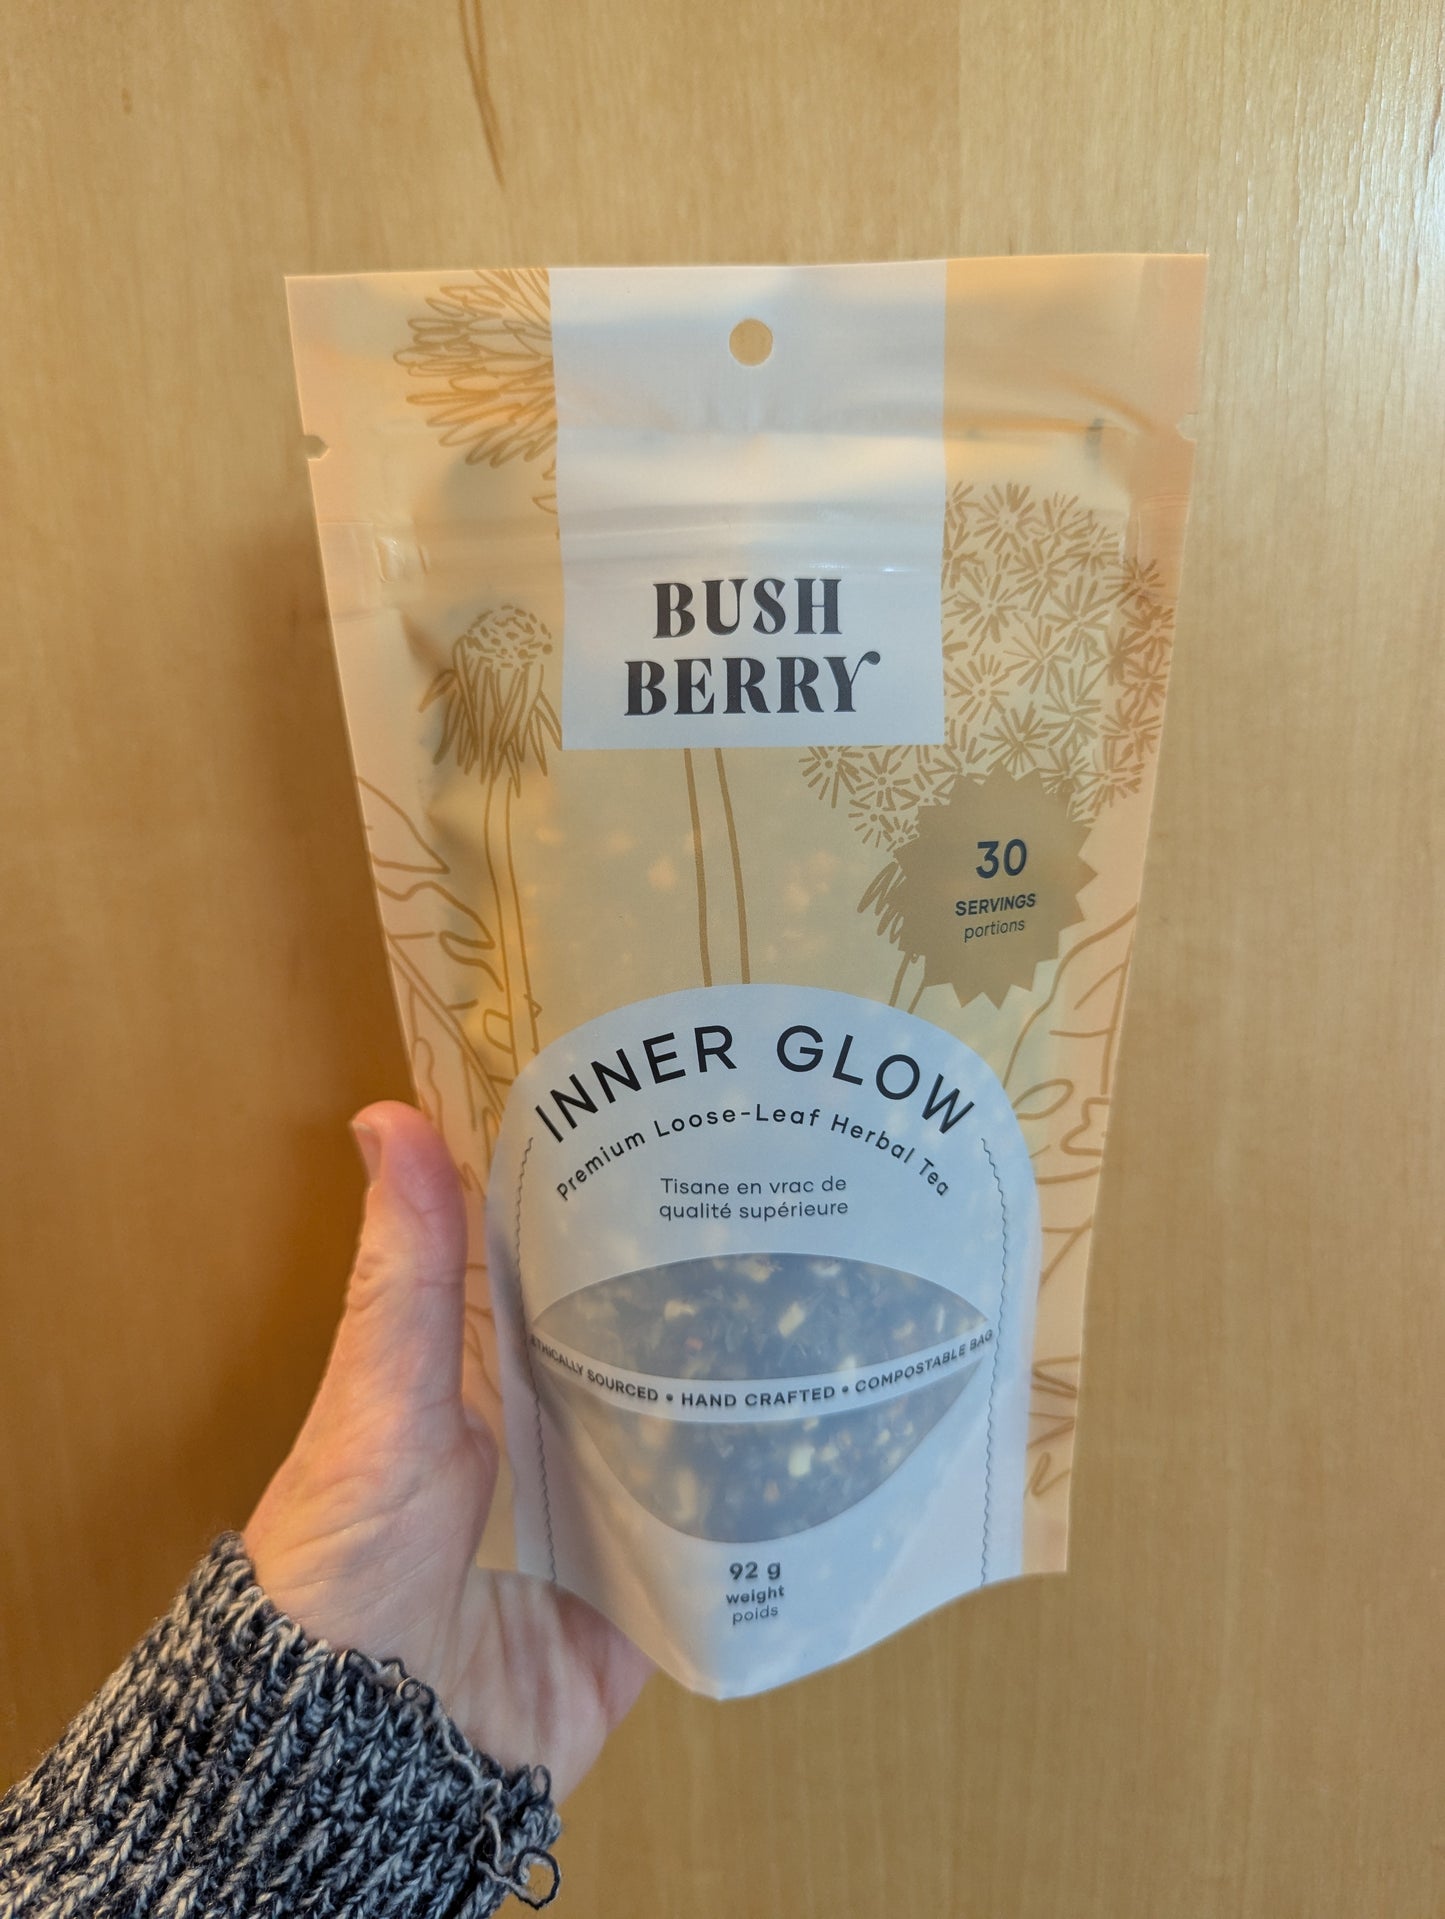 BUSH
BERRY
30
SERVINGS
portions
INNER GLOW
Premium Loose-Leaf Herbal Tea
Tisane en vrac de
qualité supérieure
ETHICALLY SOURCED • HAND CRAFTED • COMPOSTABLE BAG
92 g
weight
poids